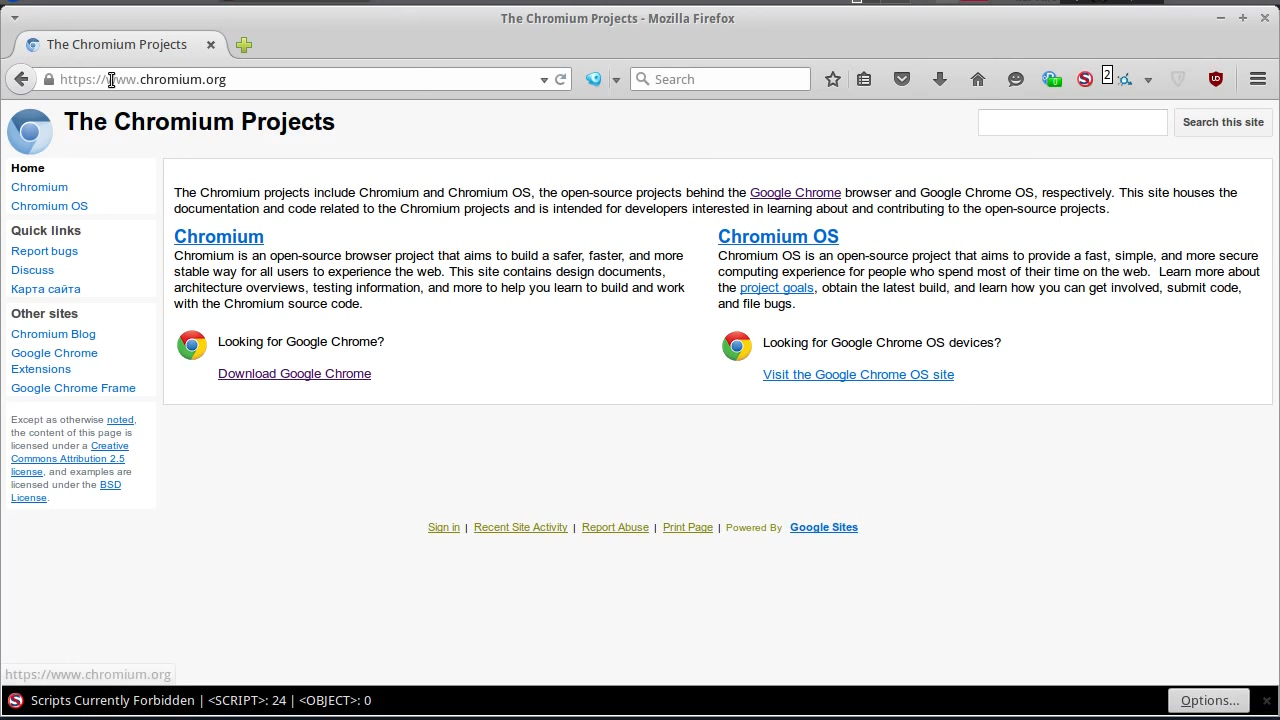 The Chromium Projects - Mozilla Firefox
The Chromium Projects
https://www.chromium.org
Search
0
2
The Chromium Projects
Search this site
Home
Chromium
Chromium OS
Quick links
Report bugs
Discuss
Карта сайта
Other sites
Chromium Blog
Google Chrome
Extensions
Google Chrome Frame
Except as otherwise noted,
the content of this page is
licensed under a Creative
Commons Attribution 2.5
license, and examples are
licensed under the BSD
License.
The Chromium projects include Chromium and Chromium OS, the open-source projects behind the Google Chrome browser and Google Chrome OS, respectively. This site houses the
documentation and code related to the Chromium projects and is intended for developers interested in learning about and contributing to the open-source projects.
Chromium
Chromium is an open-source browser project that aims to build a safer, faster, and more
stable way for all users to experience the web. This site contains design documents,
architecture overviews, testing information, and more to help you learn to build and work
with the Chromium source code.
Looking for Google Chrome?
Download Google Chrome
Chromium OS
Chromium OS is an open-source project that aims to provide a fast, simple, and more secure
computing experience for people who spend most of their time on the web. Learn more about
the project goals, obtain the latest build, and learn how you can get involved, submit code,
and file bugs.
Looking for Google Chrome OS devices?
Visit the Google Chrome OS site
Sign in | Recent Site Activity | Report Abuse | Print Page | Powered By Google Sites
https://www.chromium.org
Scripts Currently Forbidden | <SCRIPT>: 24 | <OBJECT>: 0
Options...